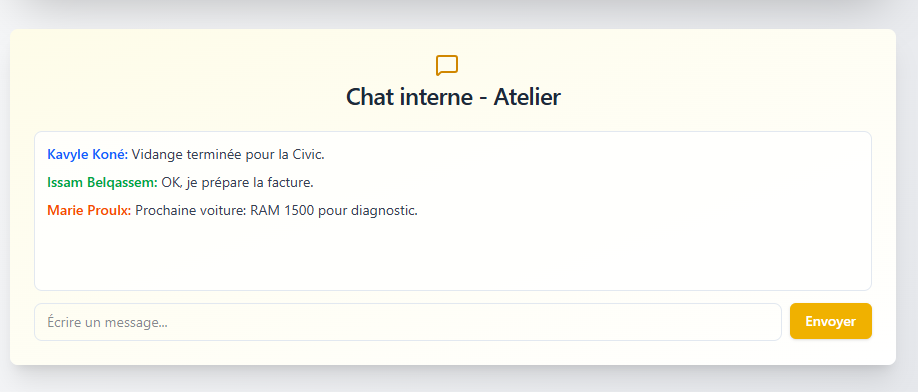 Chat interne - Atelier
Kavyle Koné: Vidange terminée pour la Civic.
Issam Belqassem: OK, je prépare la facture.
Marie Proulx: Prochaine voiture: RAM 1500 pour diagnostic.
Écrire un message...
Envoyer